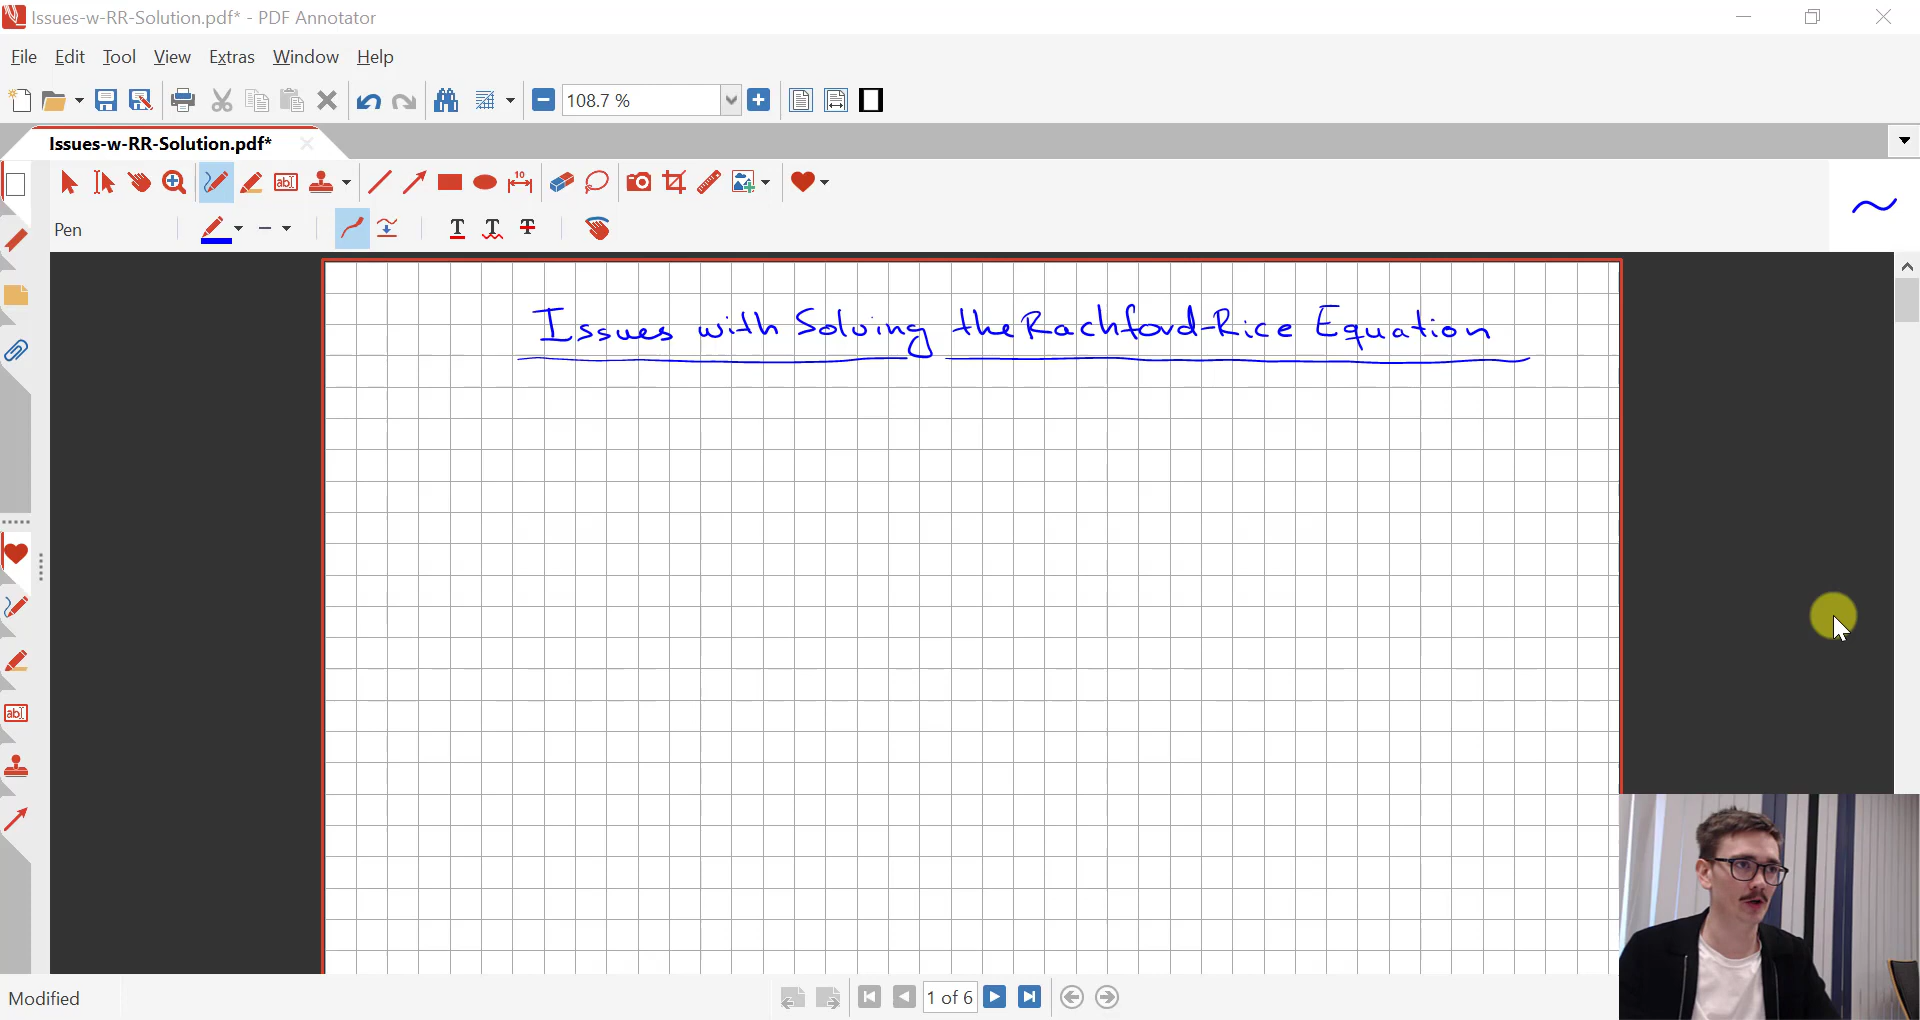 Issues-w-RR-Solution.pdf* - PDF Annotator
File Edit Tool View Extras Window Help
108.7 %
Issues-w-RR-Solution.pdf*
Pen
Issues with Solving the Rachford-Rice Equation
Modified
1 of 6